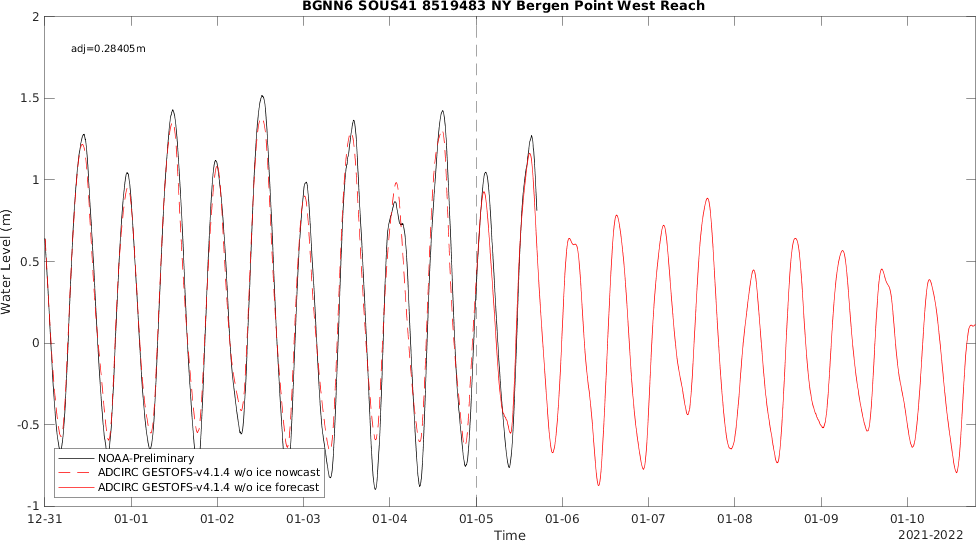 BGNN6 SOUS41 8519483 NY Bergen Point West Reach
2
adj=0.28405m
1.5
1
0.5
0
-0.5
-1
Water Level (m)
NOAA-Preliminary
ADCIRC GESTOFS-v4.1.4 w/o ice nowcast
ADCIRC GESTOFS-v4.1.4 w/o ice forecast
12-31 01-01 01-02 01-03 01-04 01-05 01-06 01-07 01-08 01-09 01-10
Time
2021-2022